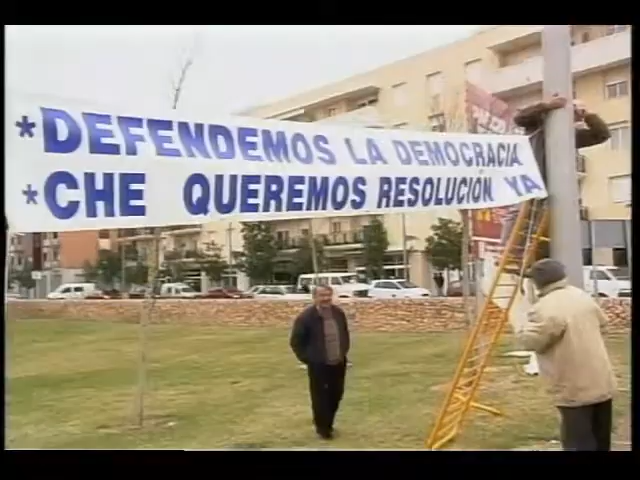 *DEFENDEMOS LA DEMOCRACIA
*CHE QUEREMOS RESOLUCIÓN YA